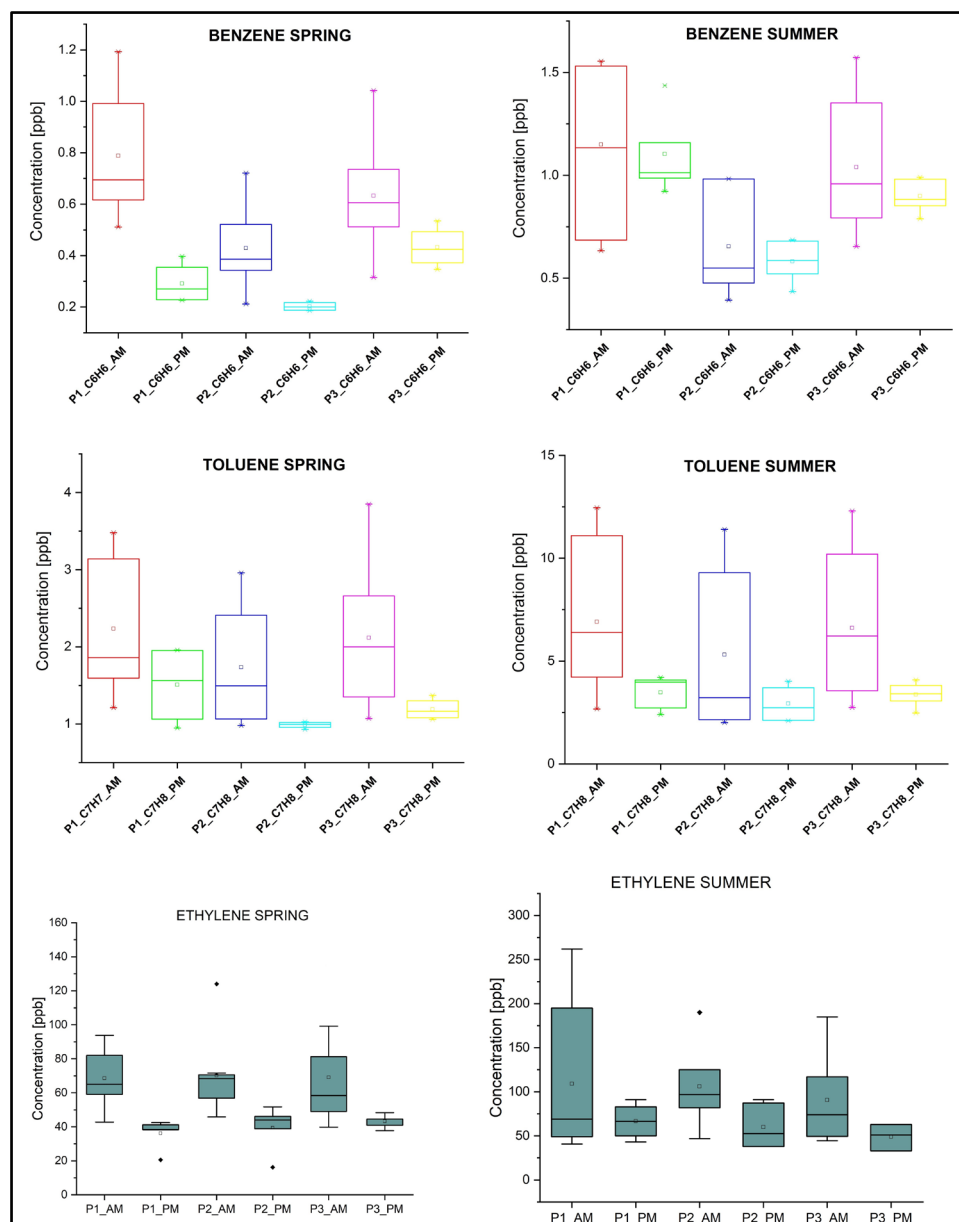 BENZENE SPRING
Concentration [ppb]
1.2
1.0
0.8
0.6
0.4
0.2
P1_C6H6_AM
P1_C6H6_PM
P2_C6H6_AM
P2_C6H6_PM
P3_C6H6_AM
P3_C6H6_PM
BENZENE SUMMER
Concentration [ppb]
1.5
1.0
0.5
P1_C6H6_AM
P1_C6H6_PM
P2_C6H6_AM
P2_C6H6_PM
P3_C6H6_AM
P3_C6H6_PM
TOLUENE SPRING
Concentration [ppb]
4
3
2
1
P1_C7H7_AM
P1_C7H8_PM
P2_C7H8_AM
P2_C7H8_PM
P3_C7H8_AM
P3_C7H8_PM
TOLUENE SUMMER
Concentration [ppb]
15
10
5
0
P1_C7H8_AM
P1_C7H8_PM
P2_C7H8_AM
P2_C7H8_PM
P3_C7H8_AM
P3_C7H8_PM
ETHYLENE SPRING
Concentration [ppb]
160
140
120
100
80
60
40
20
0
P1_AM
P1_PM
P2_AM
P2_PM
P3_AM
P3_PM
ETHYLENE SUMMER
Concentration [ppb]
300
250
200
150
100
50
0
P1_AM
P1_PM
P2_AM
P2_PM
P3_AM
P3_PM